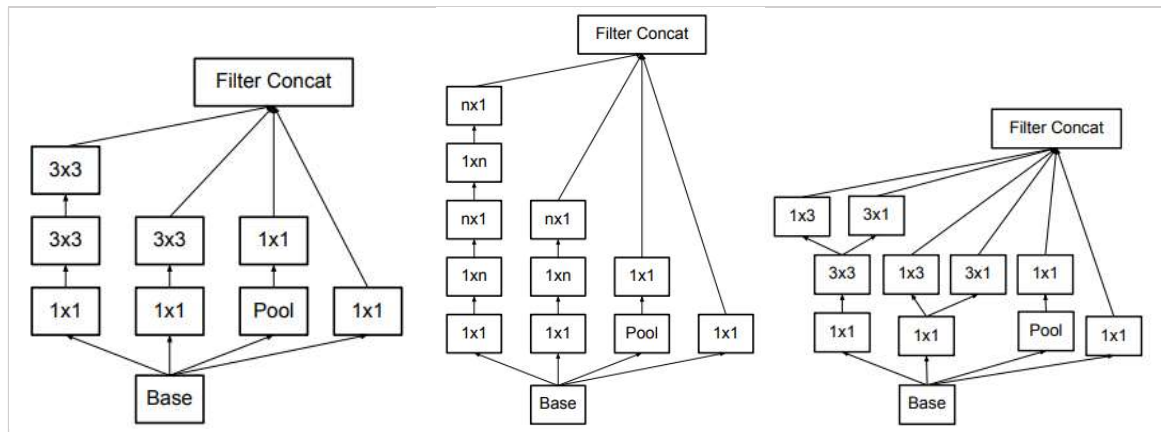 Filter Concat
3x3
3x3
3x3
1x1
1x1
1x1
Pool
1x1
Base
Filter Concat
nx1
1xn
nx1
nx1
1xn
1xn
1x1
1x1
1x1
Pool
1x1
Base
Filter Concat
1x3
3x1
3x3
1x3
3x1
1x1
1x1
1x1
Pool
1x1
Base